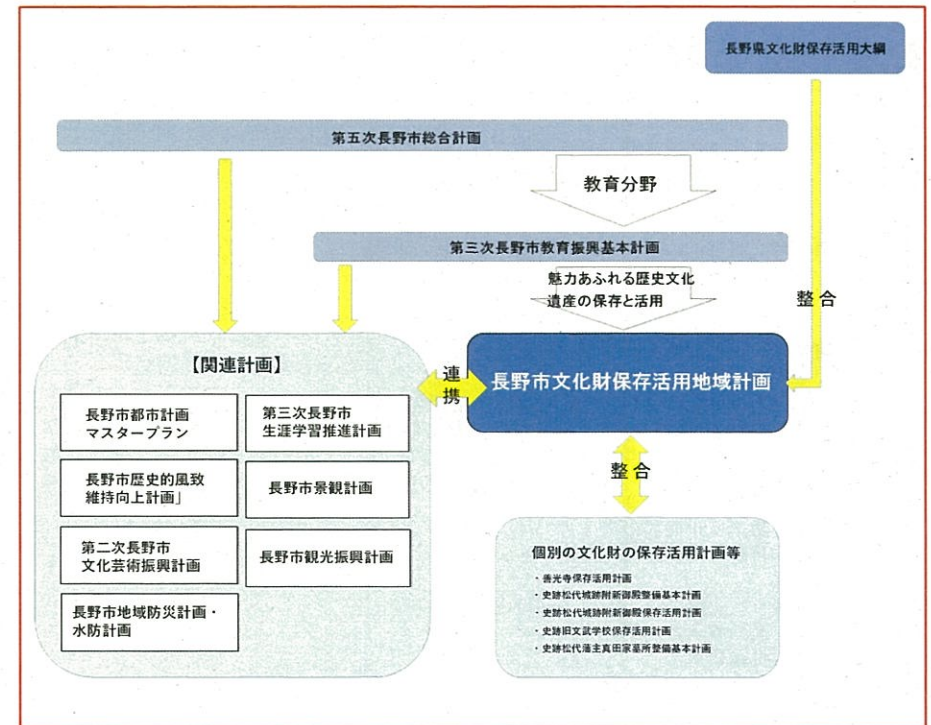 長野県文化財保存活用大綱
第五次長野市総合計画
教育分野
第三次長野市教育振興基本計画
魅力あふれる歴史文化
遺産の保存と活用
整合
【関連計画】
長野市都市計画
マスタープラン
第三次長野市
生涯学習推進計画
長野市歴史的風致
維持向上計画」
長野市景観計画
第二次長野市
文化芸術振興計画
長野市観光振興計画
長野市地域防災計画・
水防計画
連
携
長野市文化財保存活用地域計画
整合
個別の文化財の保存活用計画等
・善光寺保存活用計画
・史跡松代城跡附新御殿整備基本計画
・史跡松代城跡附新御殿保存活用計画
・史跡旧文武学校保存活用計画
・史跡松代藩主真田家墓所整備基本計画